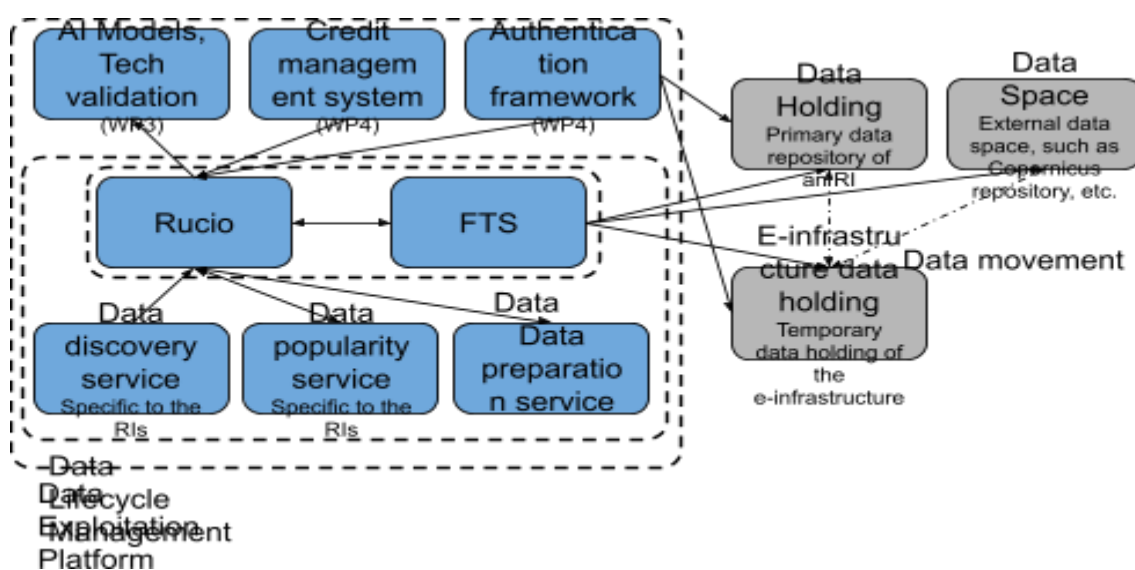 AI Models,
Tech
validation
(WP3)
Credit
managem
ent system
(WP4)
Authentica
tion
framework
(WP4)
Data
Holding
Primary data
repository of
an RI
Data
Space
External data
space, such as
Copernicus
repository, etc.
Rucio
FTS
E-infrastru
cture data
holding
Temporary
data holding of
the
e-infrastructure
Data movement
Data
discovery
service
Specific to the
RIs
Data
popularity
service
Specific to the
RIs
Data
Data
preparatio
n service
Data
Lifecycle
Management
Data
Exploitation
Platform